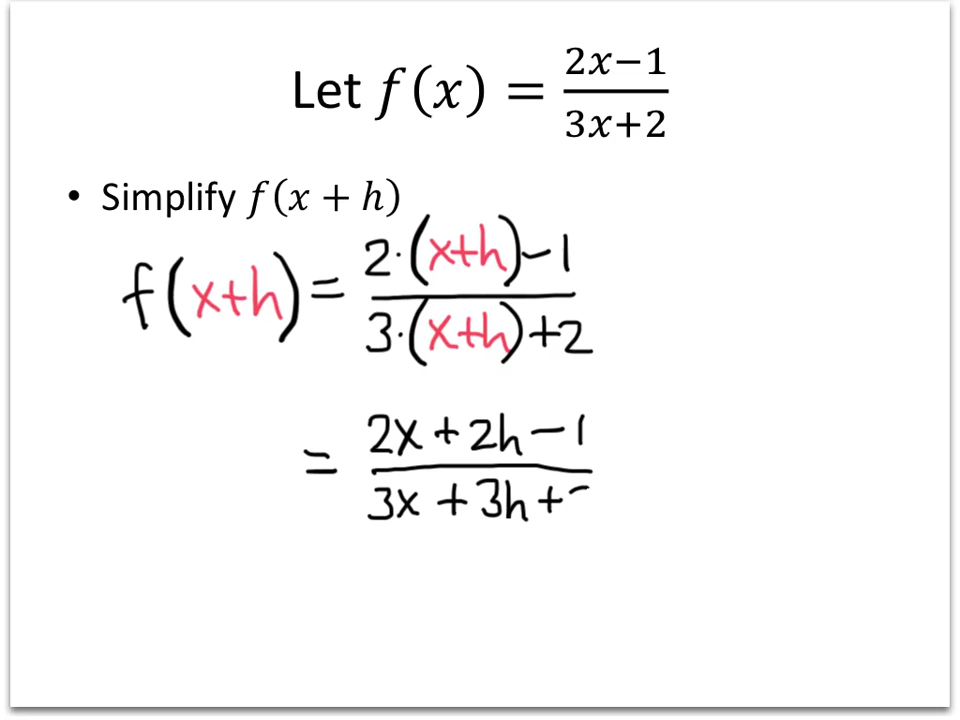 Let f(x) = 2x−1 / 3x+2
• Simplify f(x + h)
f(x+h) = 2·(x+h)−1 / 3·(x+h)+2
= 2x+2h−1 / 3x+3h+